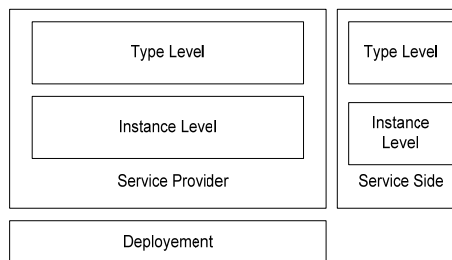 Type Level
Instance Level
Service Provider
Type Level
Instance
Level
Service Side
Deployement